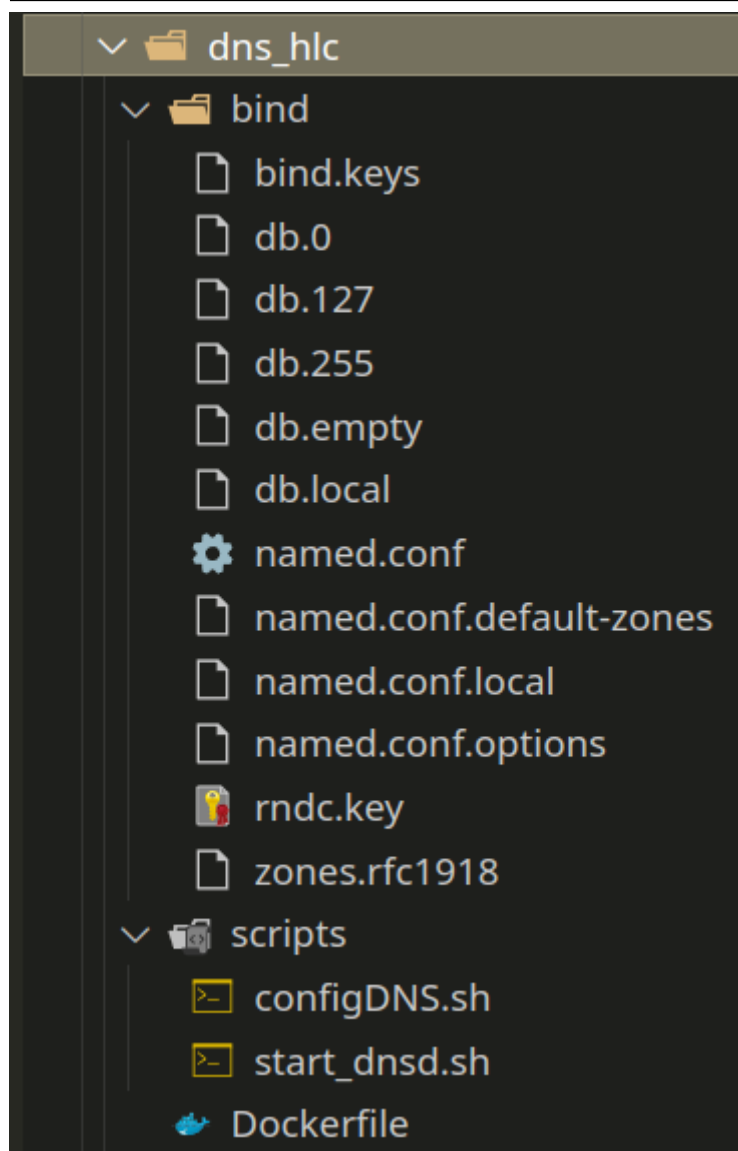 dns_hlc
bind
bind.keys
db.0
db.127
db.255
db.empty
db.local
named.conf
named.conf.default-zones
named.conf.local
named.conf.options
rndc.key
zones.rfc1918
scripts
configDNS.sh
start_dnsd.sh
Dockerfile